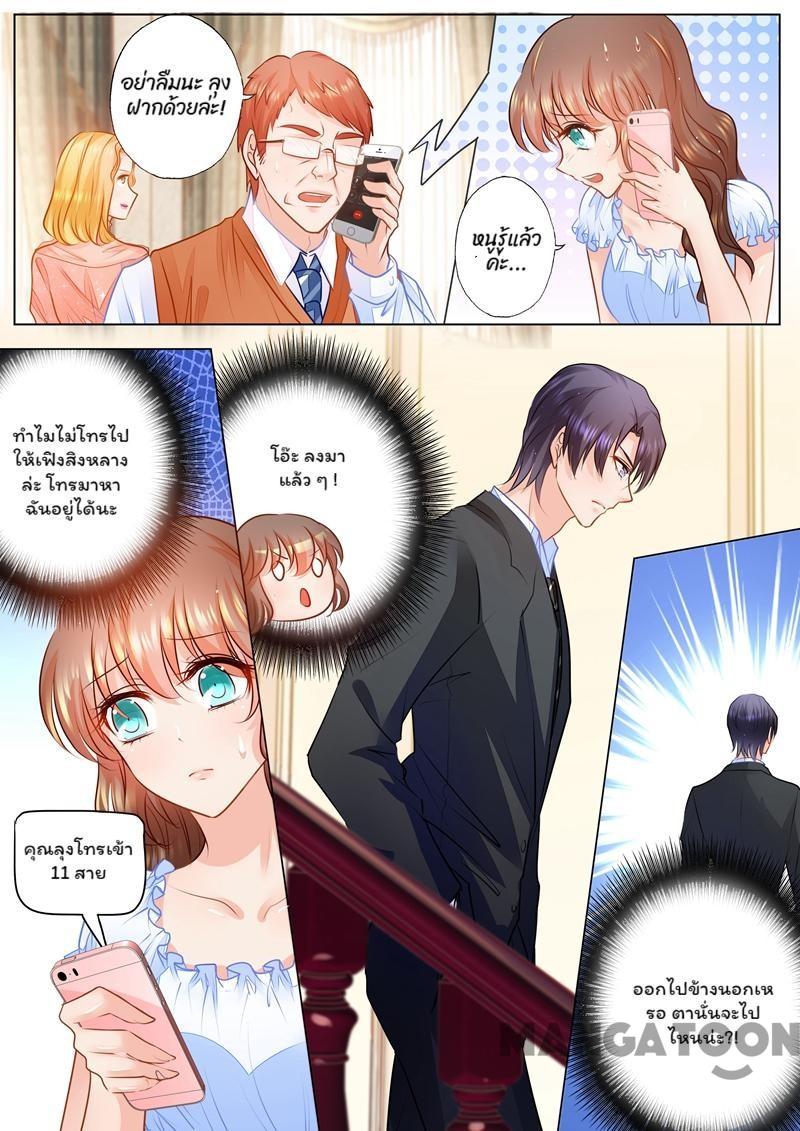 อย่าลืมนะ ลุง
ฝากด้วยล่ะ!
หนูรู้แล้ว
ค่ะ...
ทำไมไม่โทรไป
ให้เฟิงสิงหลาง
ล่ะ โทรมาหา
ฉันอยู่ได้นะ
โอ๊ะ ลงมา
แล้ว ๆ !
คุณลุงโทรเข้า
11 สาย
ออกไปข้างนอกเห
รอ ตานั่นจะไป
ไหนน่ะ?!
MANGATOON